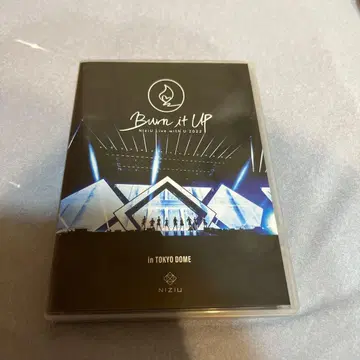 Burn it UP
NiziU Live with U 2022
in TOKYO DOME
NIZIU